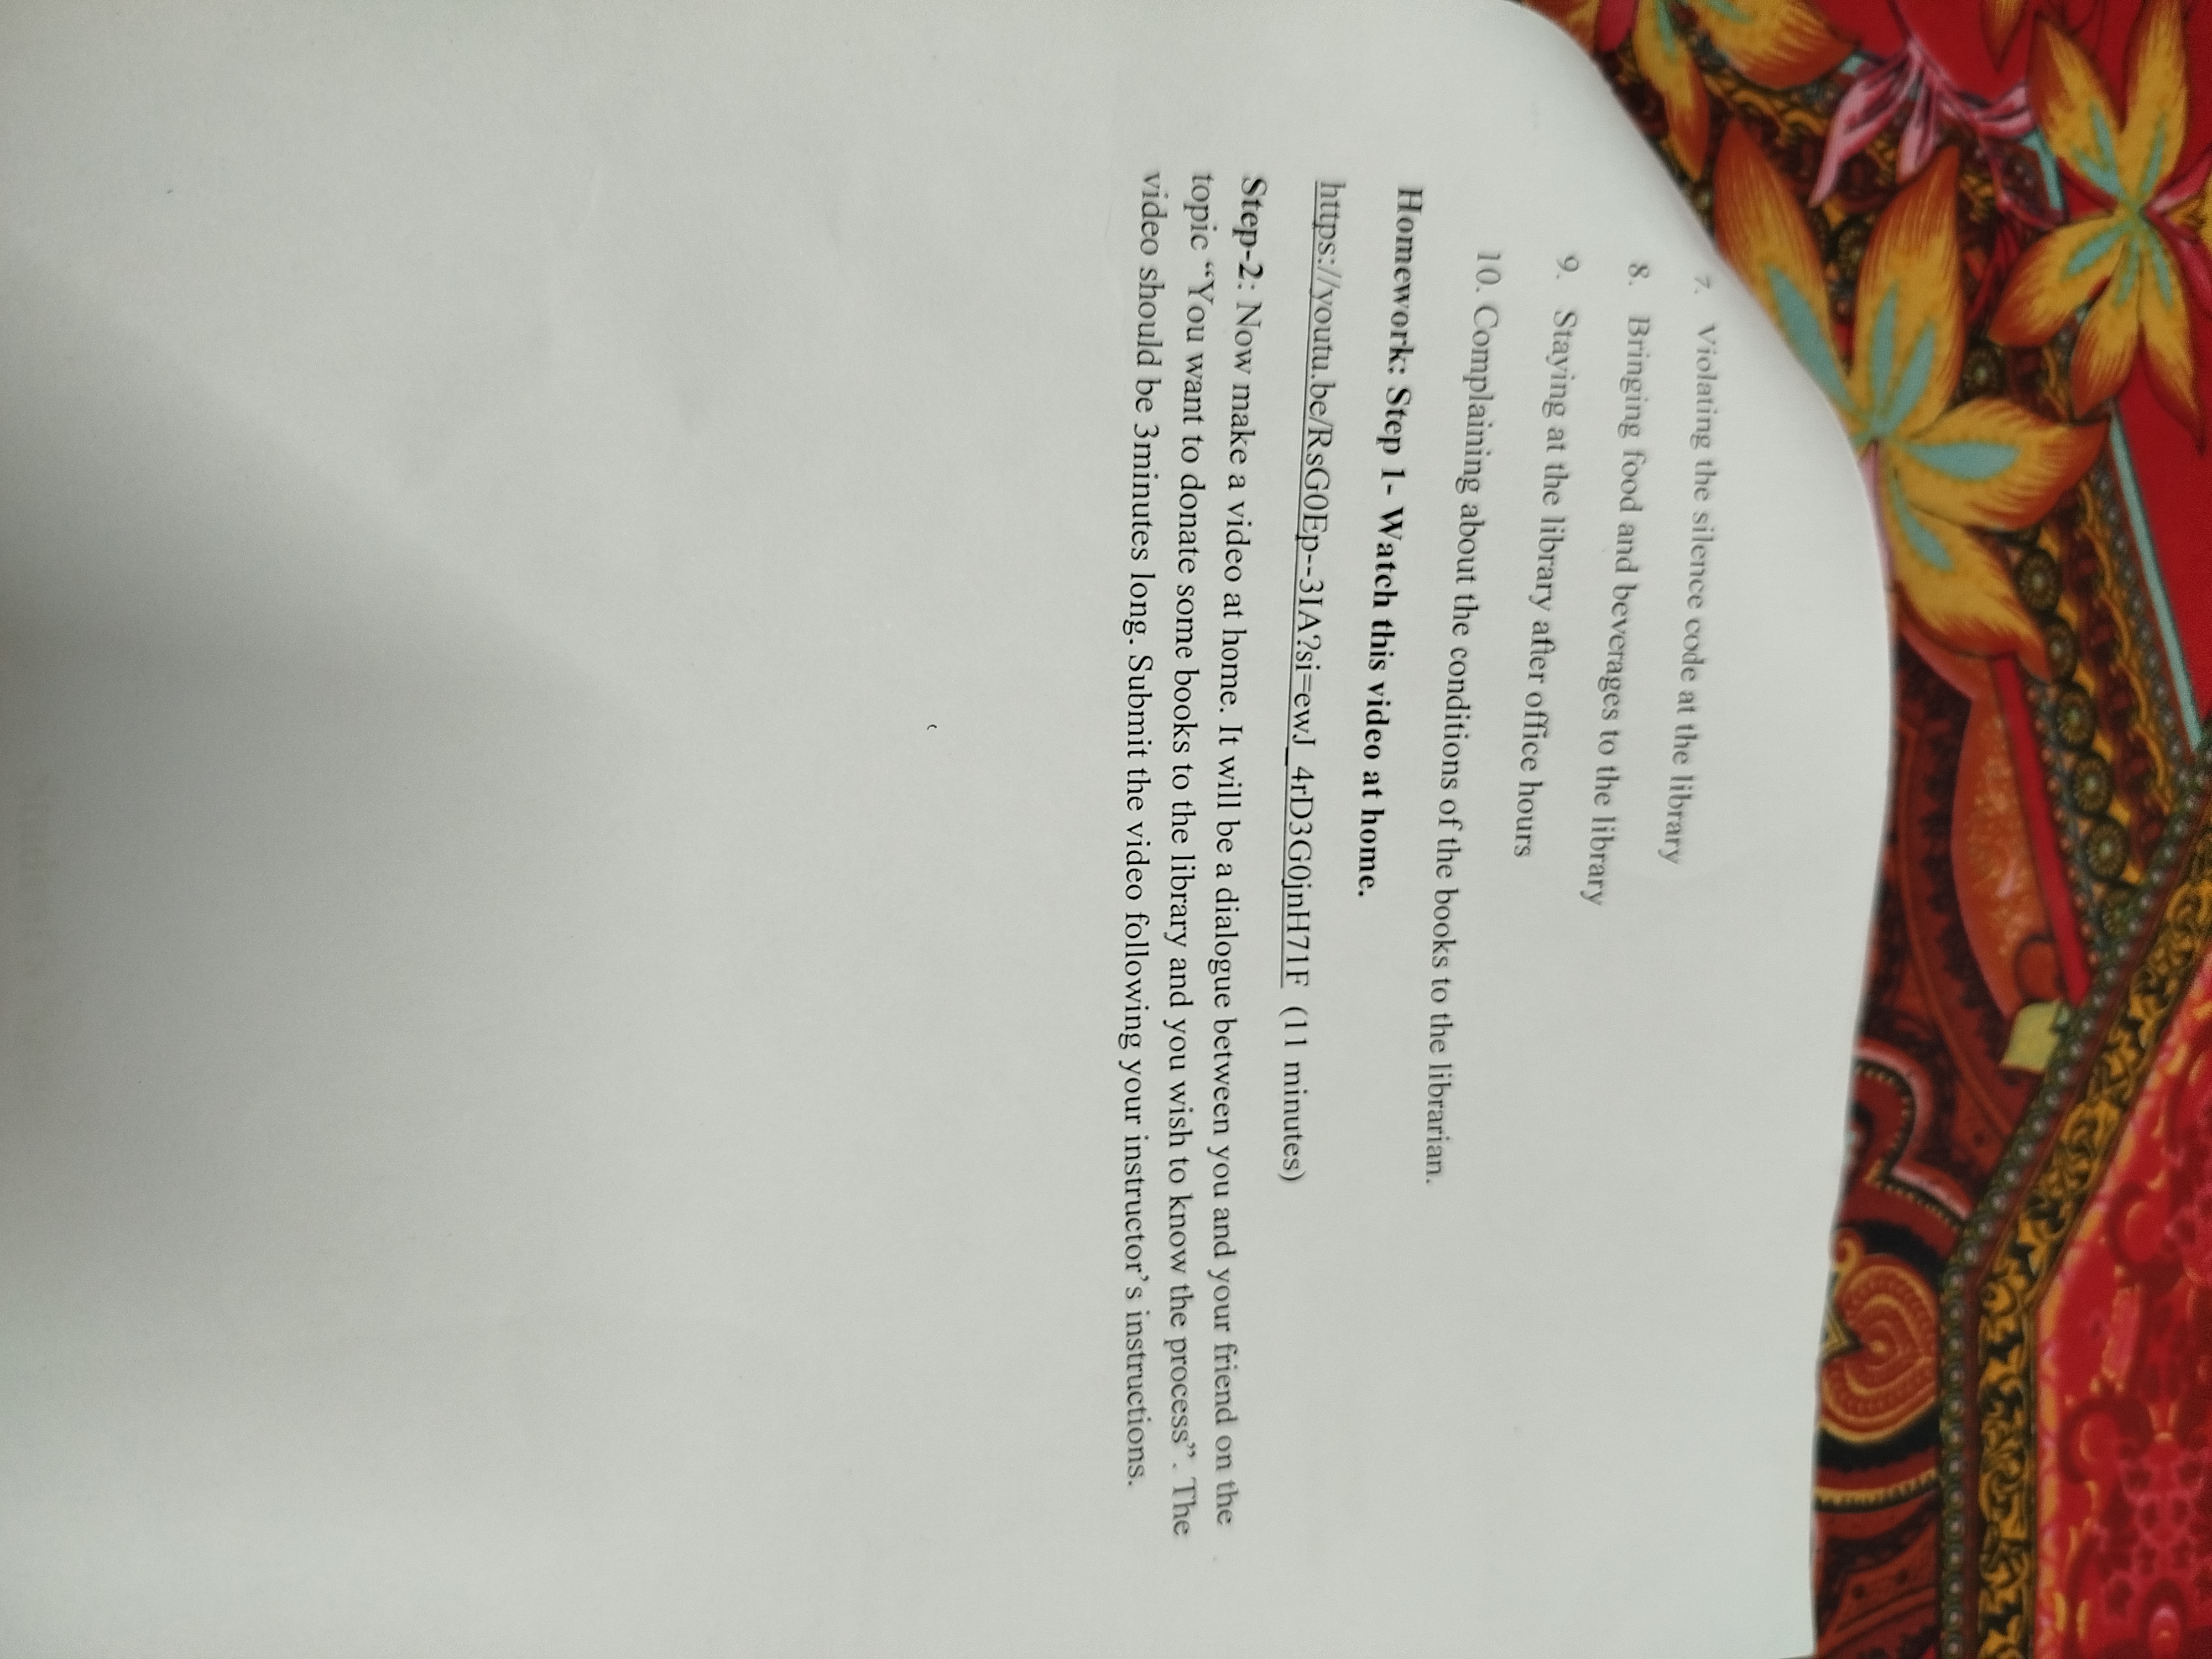 7. Violating the silence code at the library
8. Bringing food and beverages to the library
9. Staying at the library after office hours
10. Complaining about the conditions of the books to the librarian.
Homework: Step 1- Watch this video at home.
https://youtu.be/RsG0Ep--3IA?si=ewJ_4rD3G0jnH71F (11 minutes)
Step-2: Now make a video at home. It will be a dialogue between you and your friend on the
topic “You want to donate some books to the library and you wish to know the process”. The
video should be 3minutes long. Submit the video following your instructor’s instructions.